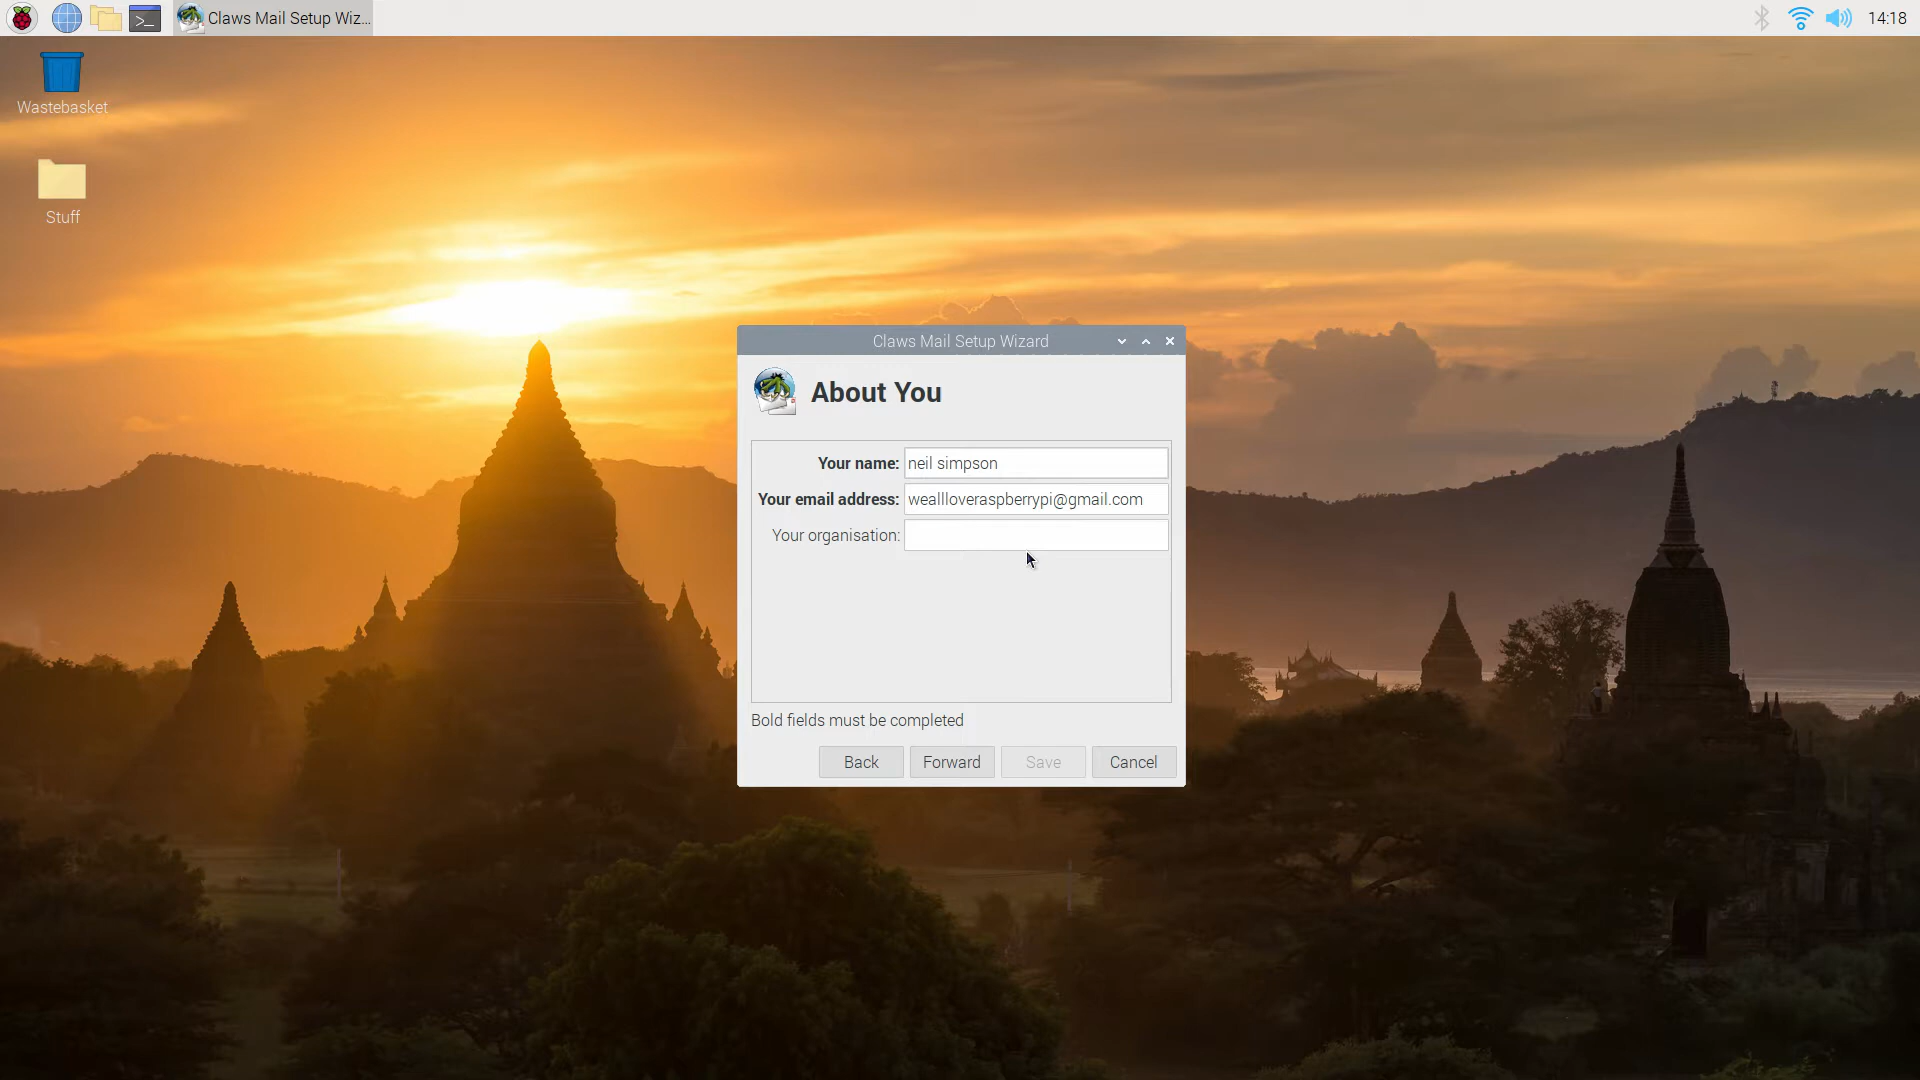 Claws Mail Setup Wiz...
14:18
Wastebasket
Stuff
Claws Mail Setup Wizard
About You
Your name: neil simpson
Your email address: weallloveraspberrypi@gmail.com
Your organisation:
Bold fields must be completed
Back Forward Save Cancel